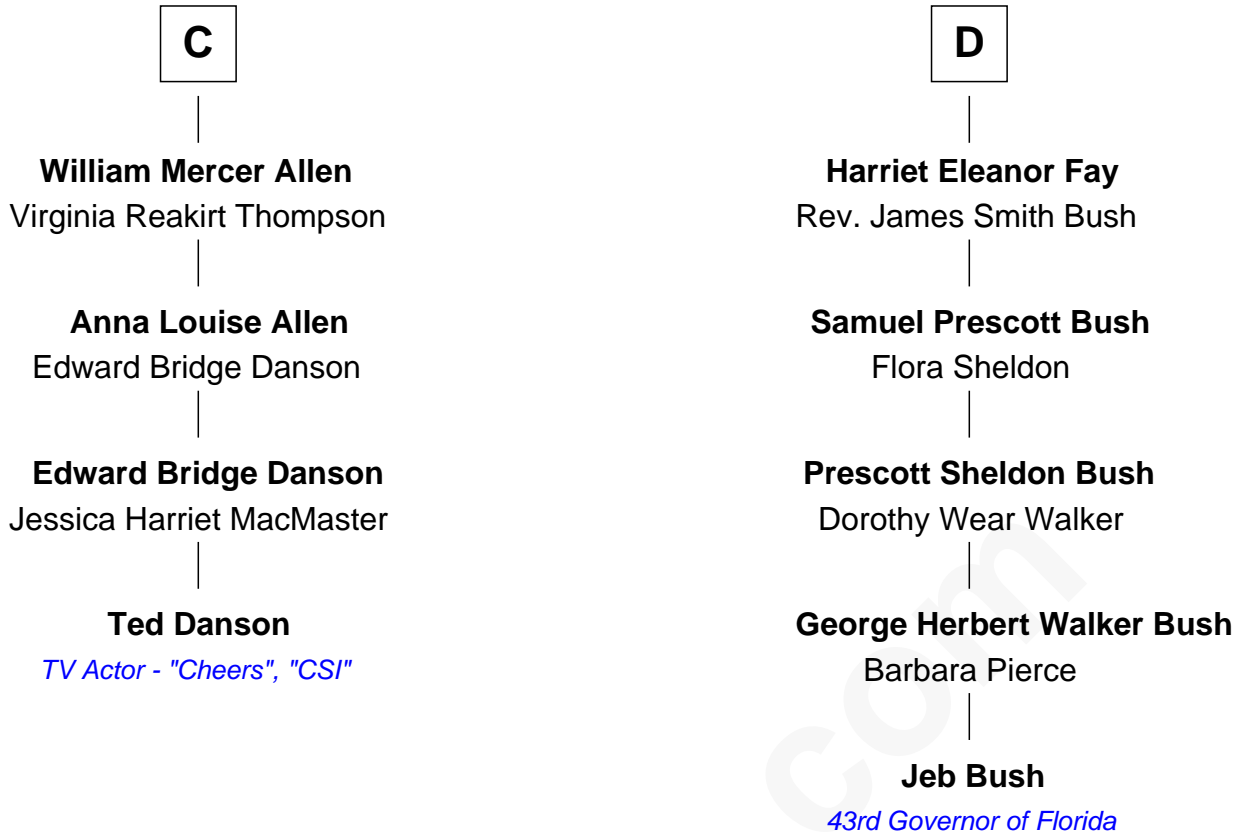 C
William Mercer Allen
Virginia Reakirt Thompson
Anna Louise Allen
Edward Bridge Danson
Edward Bridge Danson
Jessica Harriet MacMaster
Ted Danson
TV Actor - "Cheers", "CSI"
D
Harriet Eleanor Fay
Rev. James Smith Bush
Samuel Prescott Bush
Flora Sheldon
Prescott Sheldon Bush
Dorothy Wear Walker
George Herbert Walker Bush
Barbara Pierce
Jeb Bush
43rd Governor of Florida
com